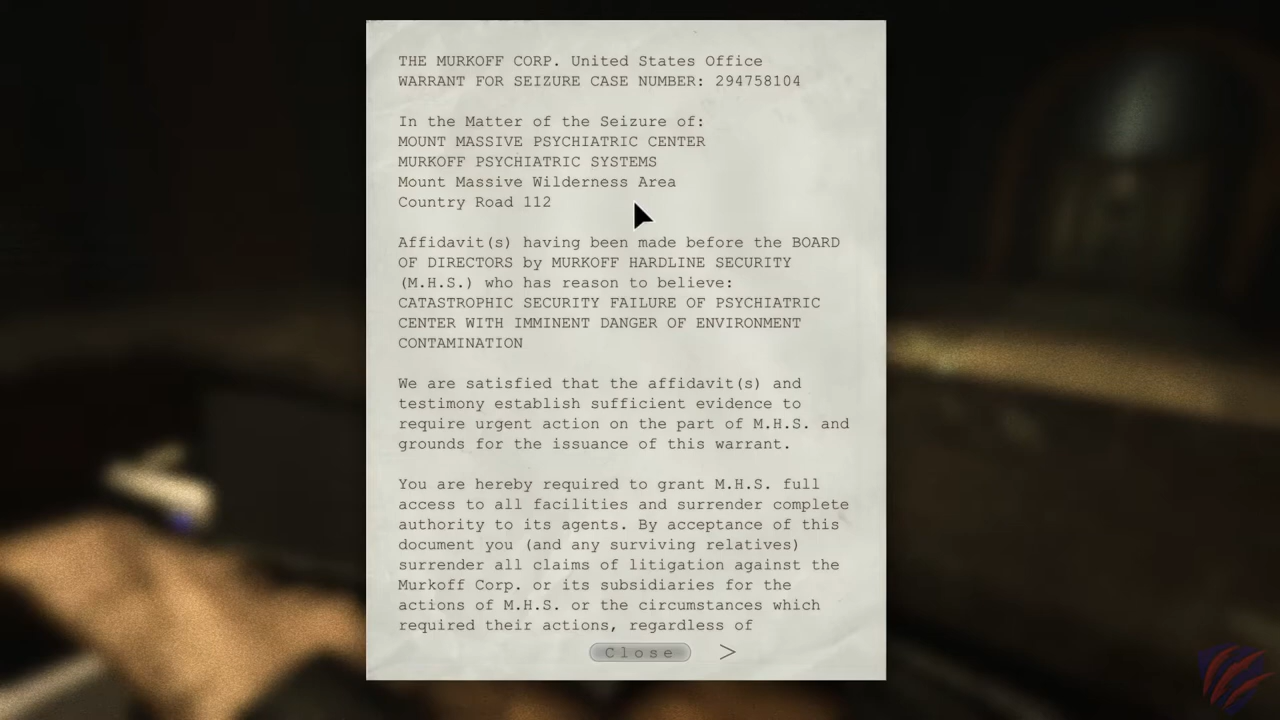 THE MURKOFF CORP. United States Office
WARRANT FOR SEIZURE CASE NUMBER: 294758104
In the Matter of the Seizure of:
MOUNT MASSIVE PSYCHIATRIC CENTER
MURKOFF PSYCHIATRIC SYSTEMS
Mount Massive Wilderness Area
Country Road 112
Affidavit(s) having been made before the BOARD
OF DIRECTORS by MURKOFF HARDLINE SECURITY
(M.H.S.) who has reason to believe:
CATASTROPHIC SECURITY FAILURE OF PSYCHIATRIC
CENTER WITH IMMINENT DANGER OF ENVIRONMENT
CONTAMINATION
We are satisfied that the affidavit(s) and
testimony establish sufficient evidence to
require urgent action on the part of M.H.S. and
grounds for the issuance of this warrant.
You are hereby required to grant M.H.S. full
access to all facilities and surrender complete
authority to its agents. By acceptance of this
document you (and any surviving relatives)
surrender all claims of litigation against the
Murkoff Corp. or its subsidiaries for the
actions of M.H.S. or the circumstances which
required their actions, regardless of
Close >